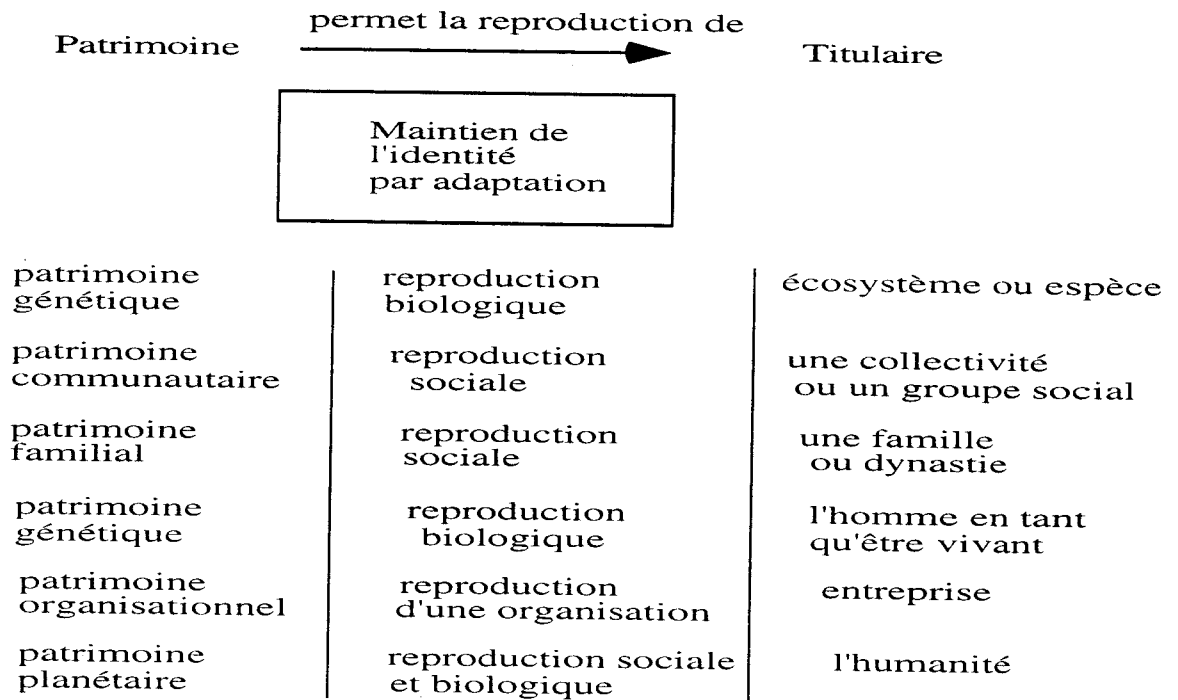 permet la reproduction de
Patrimoine
Titulaire
Maintien de
l'identité
par adaptation
patrimoine
génétique
reproduction
biologique
écosystème ou espèce
patrimoine
communautaire
reproduction
sociale
une collectivité
ou un groupe social
patrimoine
familial
reproduction
sociale
une famille
ou dynastie
patrimoine
génétique
reproduction
biologique
l'homme en tant
qu'être vivant
patrimoine
organisationnel
reproduction
d'une organisation
entreprise
patrimoine
planétaire
reproduction sociale
et biologique
l'humanité